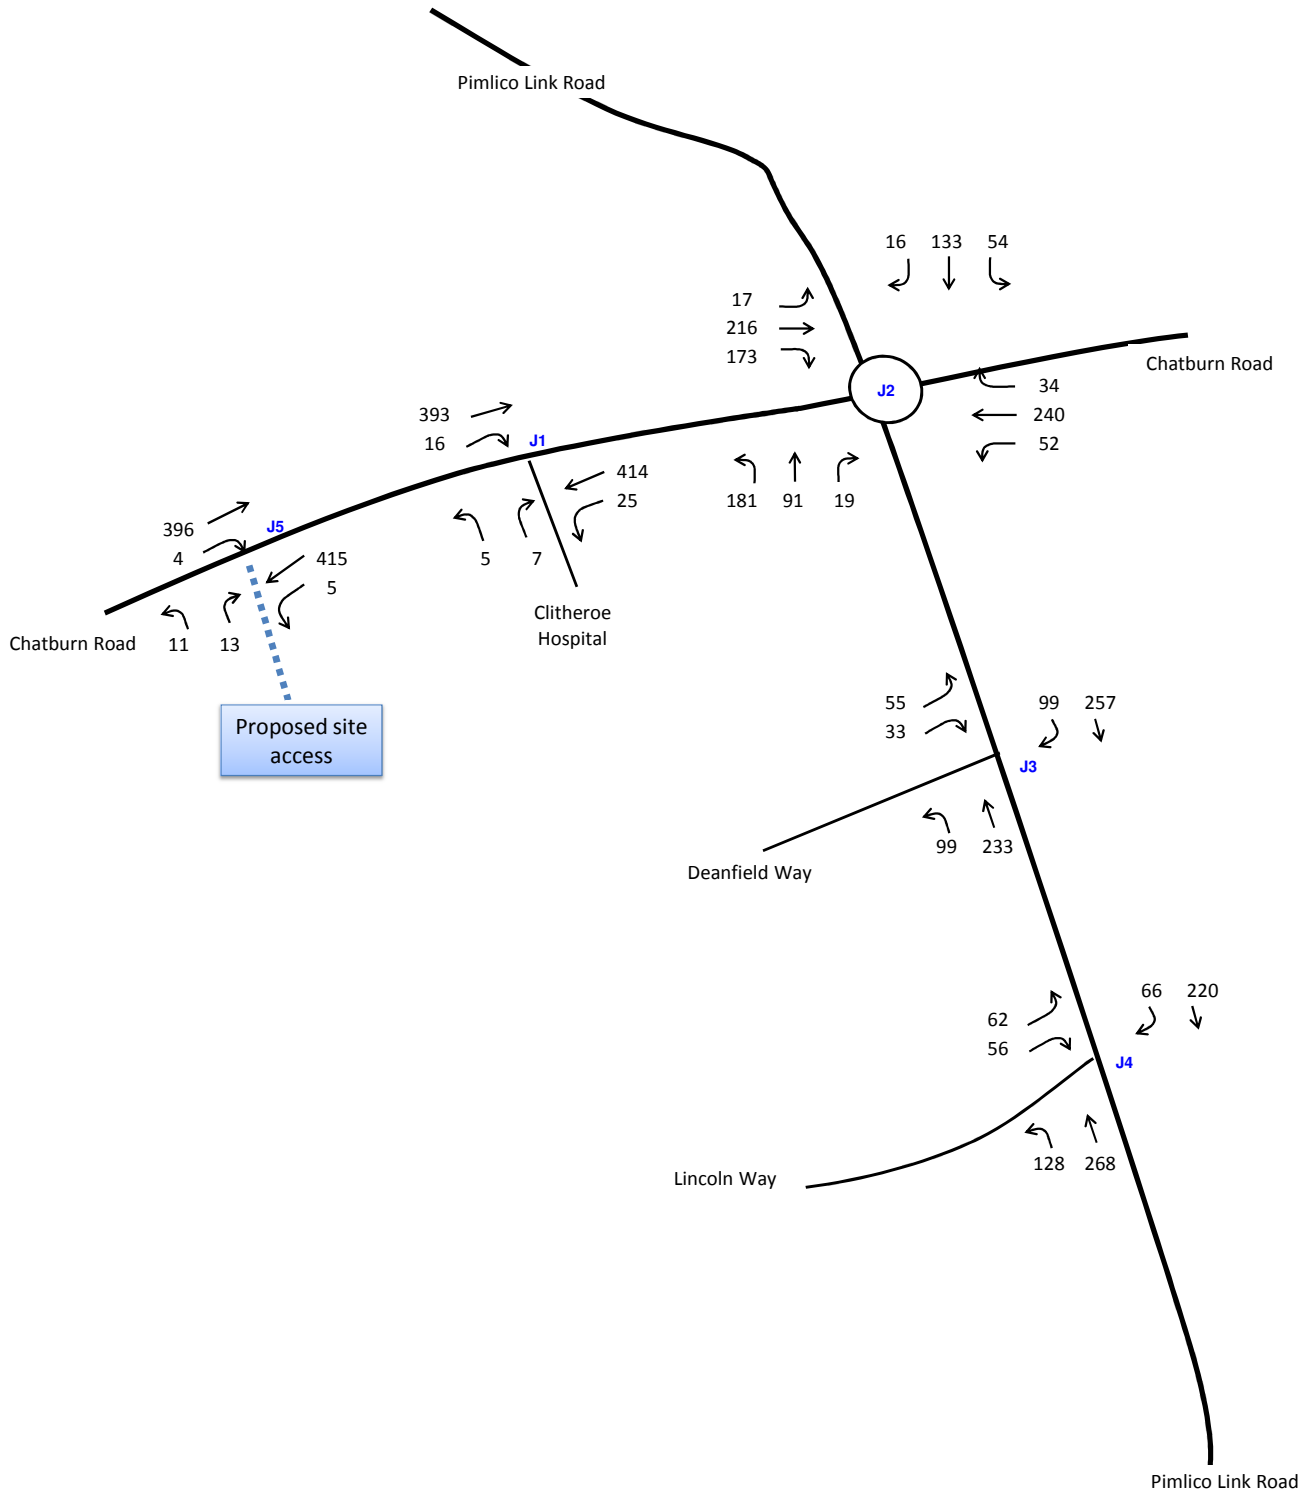 Pimlico Link Road
16 133 54
17
216
173
Chatburn Road
J2
34
240
52
393
16
J1
414
25
181 91 19
396
4
J5
415
5
5 7
Clitheroe
Hospital
Chatburn Road
11 13
Proposed site
access
55
33
99 257
J3
99 233
Deanfield Way
62
56
66 220
J4
128 268
Lincoln Way
Pimlico Link Road